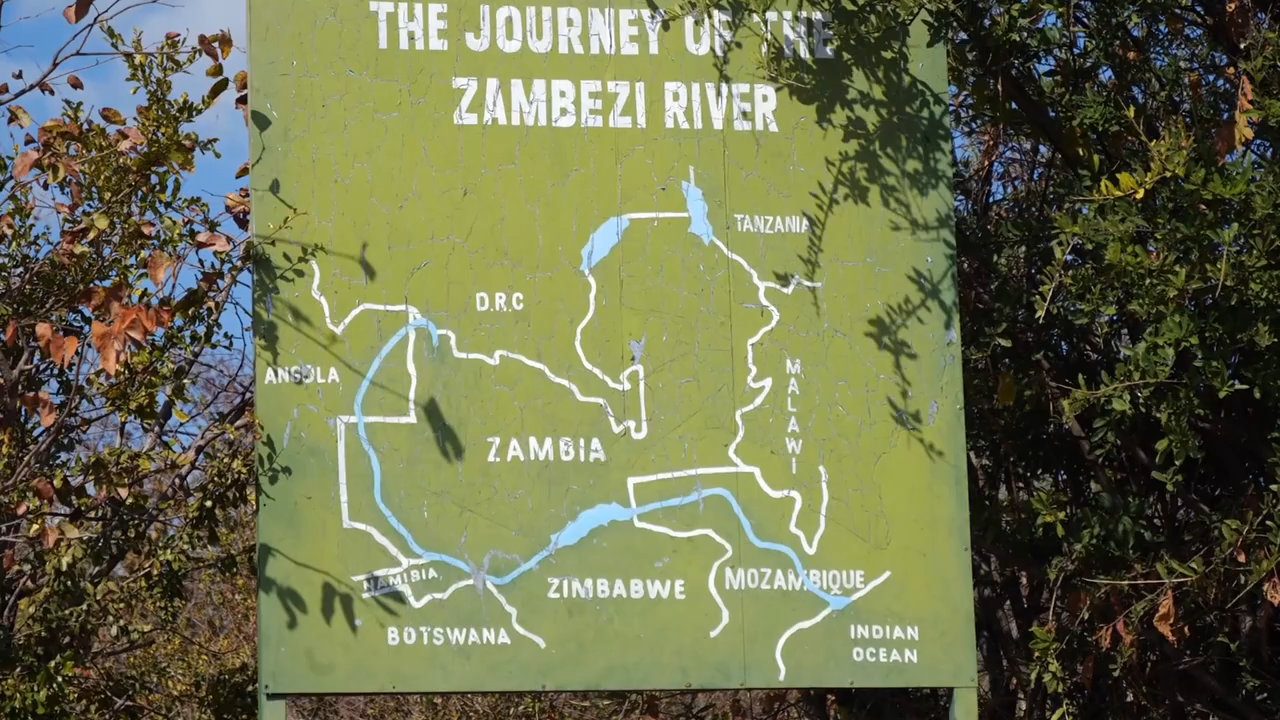 THE JOURNEY OF THE
ZAMBEZI RIVER
TANZANIA
D.R.C
ANGOLA
MALAWI
ZAMBIA
NAMIBIA
ZIMBABWE
MOZAMBIQUE
BOTSWANA
INDIAN
OCEAN